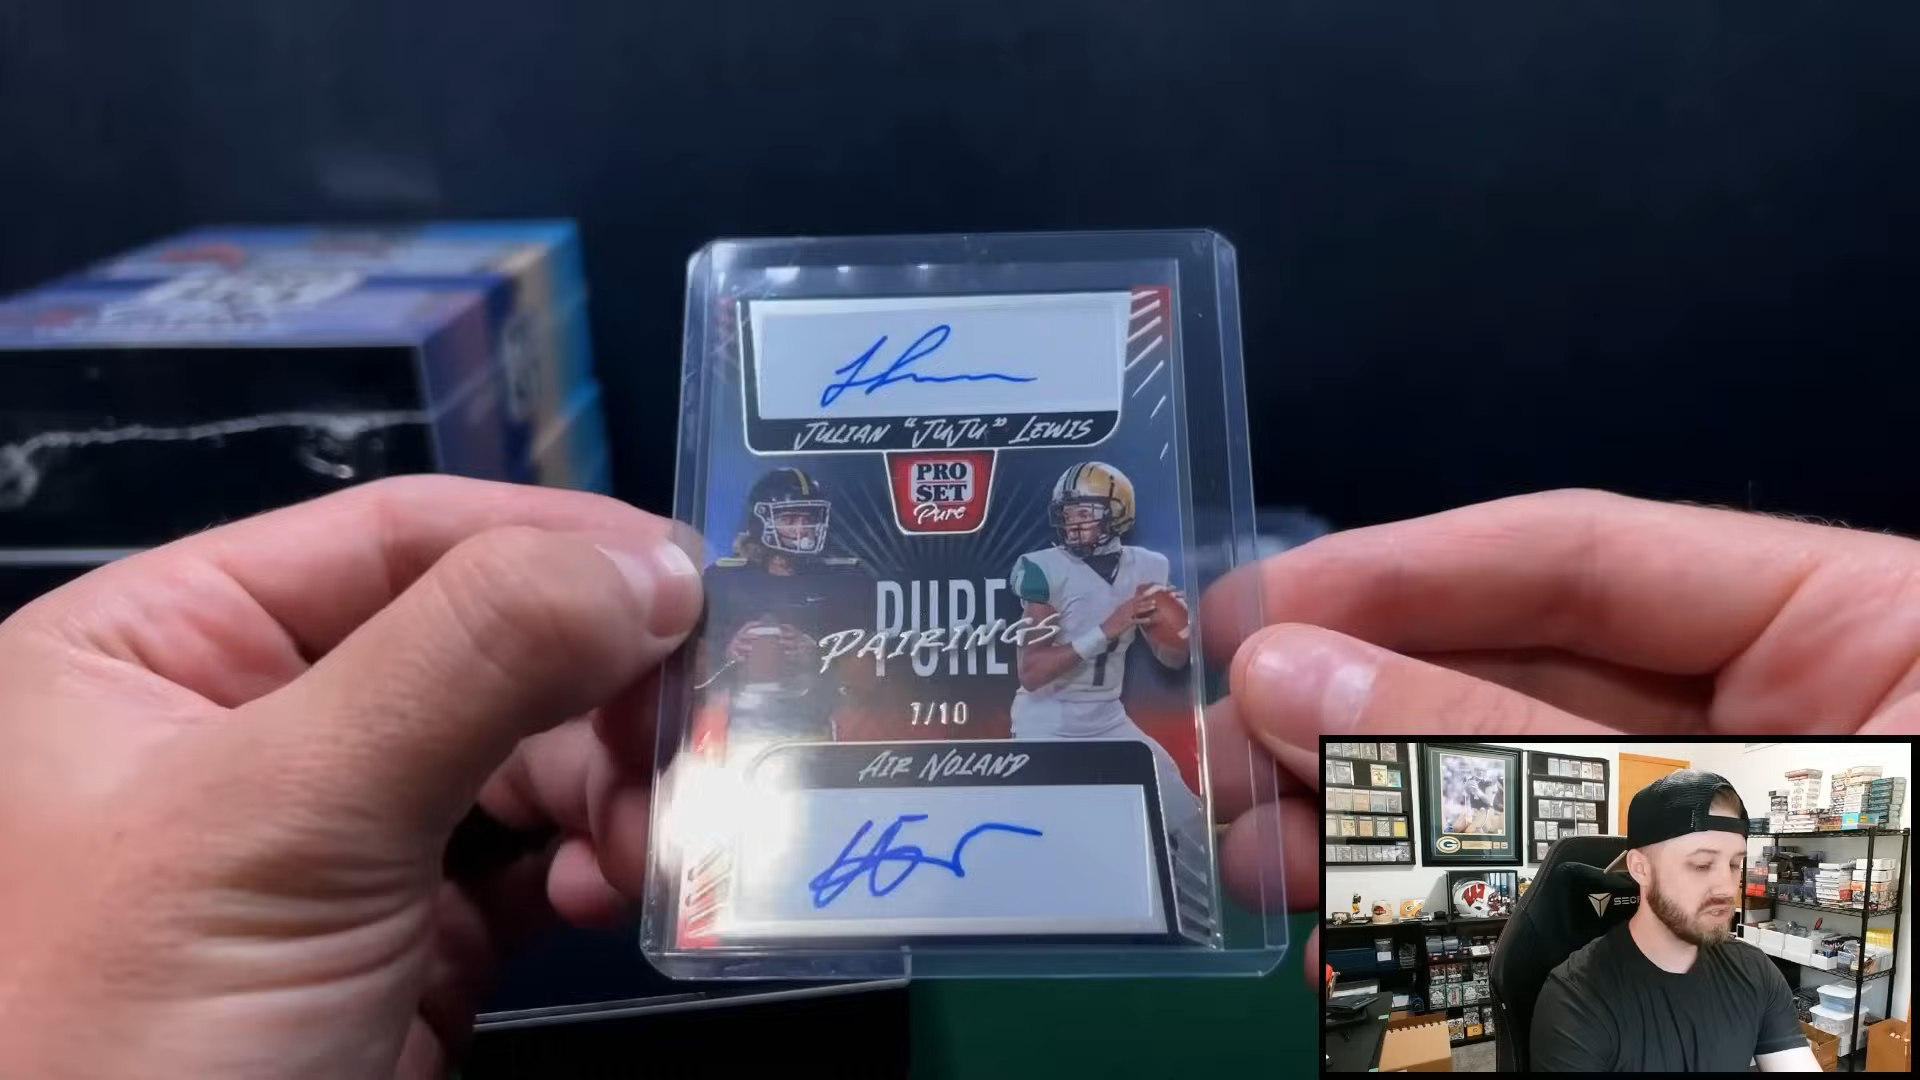 JULIAN "JUJU" LEWIS
PRO
SET
Pure
PURE
PAIRINGS
7/10
AIR NOLAND